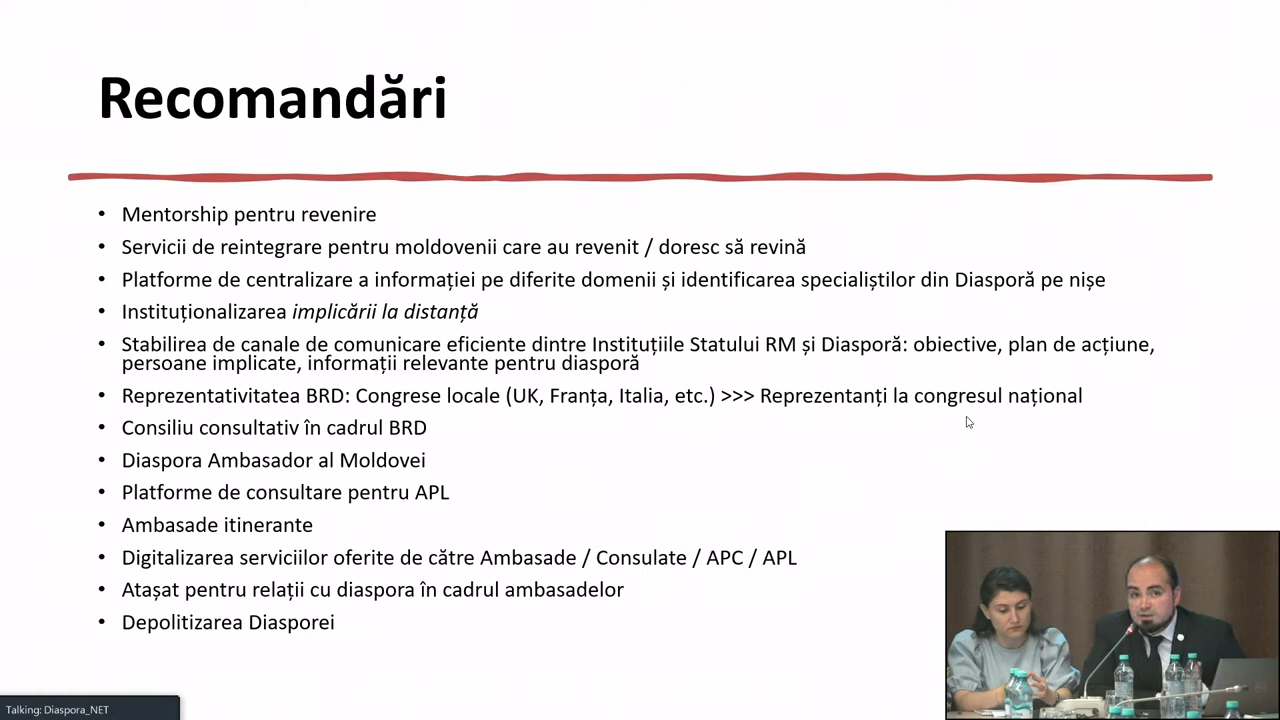 Recomandări
• Mentorship pentru revenire
• Servicii de reintegrare pentru moldovenii care au revenit / doresc să revină
• Platforme de centralizare a informației pe diferite domenii și identificarea specialiștilor din Diasporă pe nișe
• Instituționalizarea implicării la distanță
• Stabilirea de canale de comunicare eficiente dintre Instituțiile Statului RM și Diasporă: obiective, plan de acțiune,
persoane implicate, informații relevante pentru diasporă
• Reprezentativitatea BRD: Congrese locale (UK, Franța, Italia, etc.) >>> Reprezentanți la congresul național
• Consiliu consultativ în cadrul BRD
• Diaspora Ambasador al Moldovei
• Platforme de consultare pentru APL
• Ambasade itinerante
• Digitalizarea serviciilor oferite de către Ambasade / Consulate / APC / APL
• Atașat pentru relații cu diaspora în cadrul ambasadelor
• Depolitizarea Diasporei
Talking: Diaspora_NET